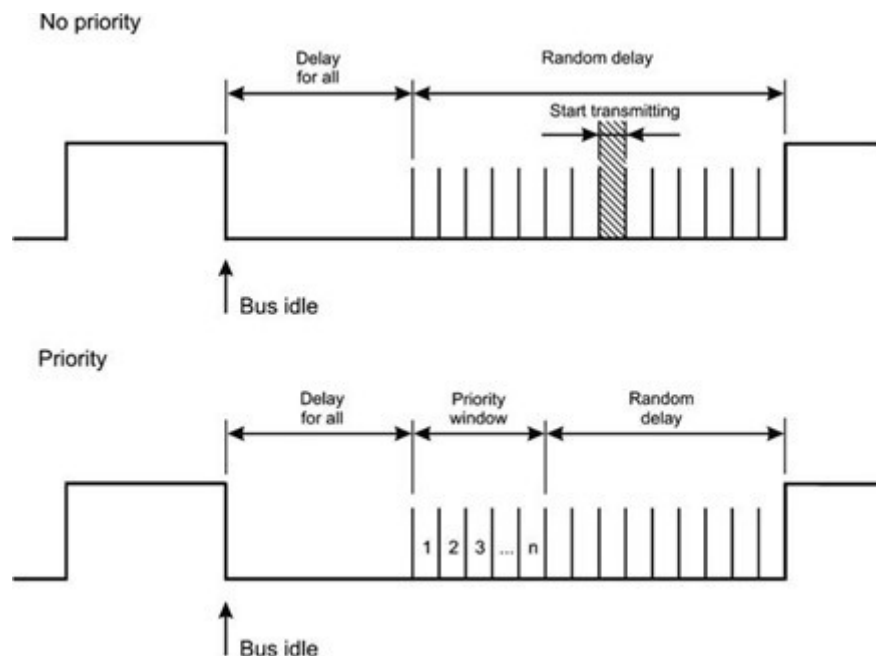 No priority
Delay
for all
Random delay
Start transmitting
Bus idle
Priority
Delay
for all
Priority
window
Random
delay
1 2 3 ... n
Bus idle